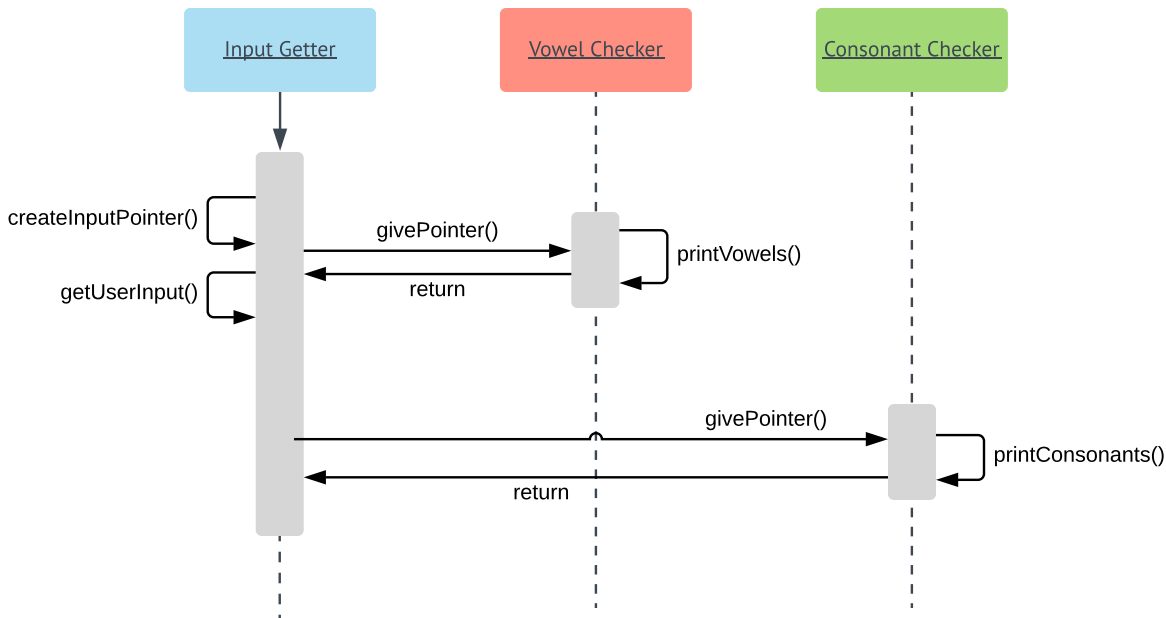 Input Getter
Vowel Checker
Consonant Checker
createInputPointer()
givePointer()
printVowels()
getUserInput()
return
givePointer()
printConsonants()
return